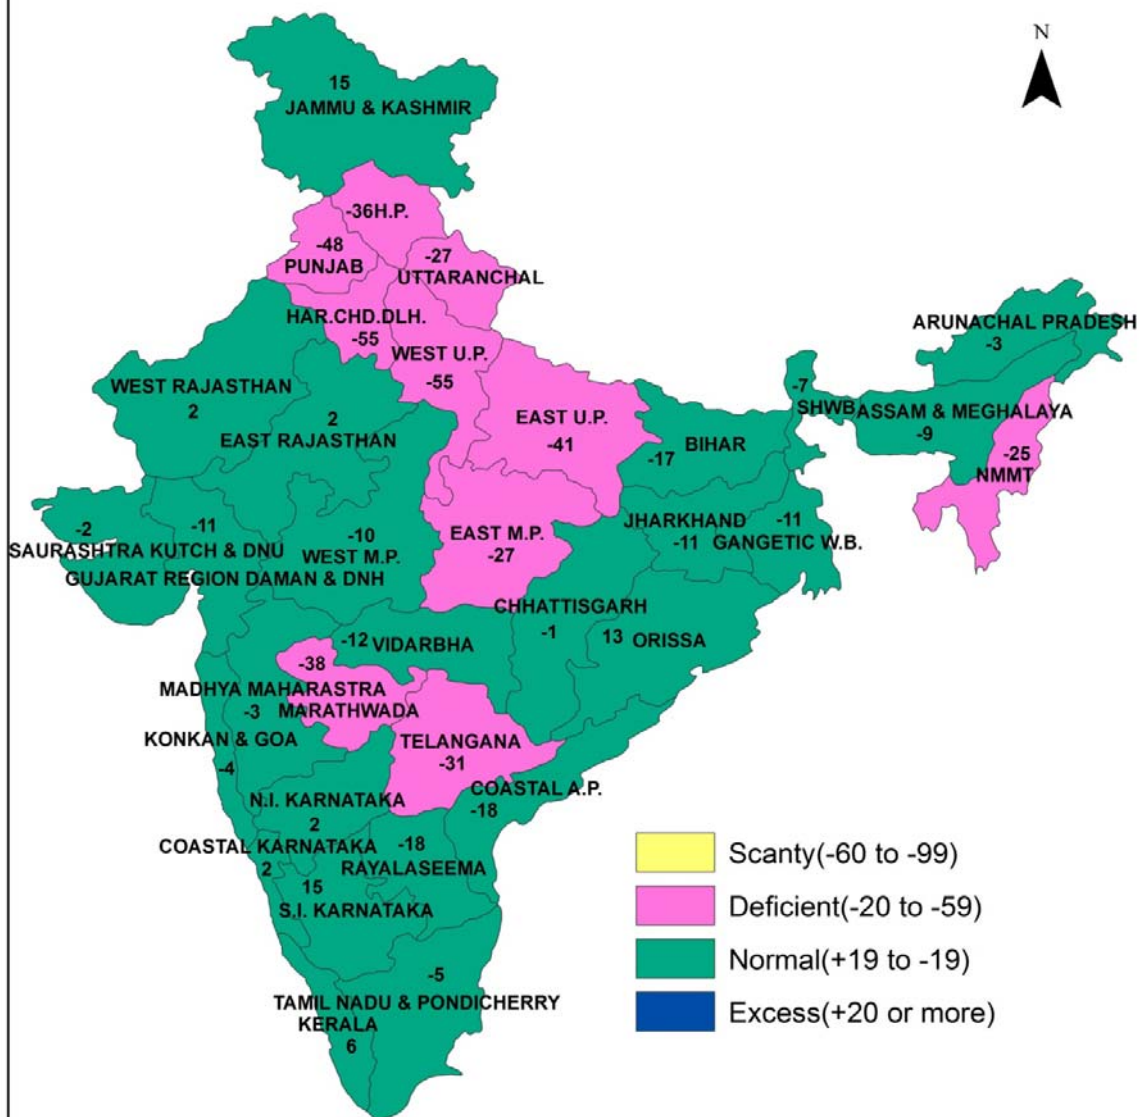 N
15
JAMMU & KASHMIR
-36H.P.
-48
PUNJAB
-27
UTTARANCHAL
HAR.CHD.DLH.
-55
WEST U.P.
-55
ARUNACHAL PRADESH
-3
WEST RAJASTHAN
2
2
EAST RAJASTHAN
EAST U.P.
-41
BIHAR
-17
-7
SHWB
ASSAM & MEGHALAYA
-9
-25
NMMT
-2
SAURASHTRA KUTCH & DNU
-11
GUJARAT REGION DAMAN & DNH
-10
WEST M.P.
EAST M.P.
-27
JHARKHAND
-11
-11
GANGETIC W.B.
CHHATTISGARH
-1
13 ORISSA
-12 VIDARBHA
-38
MADHYA MAHARASTRA
-3
MARATHWADA
KONKAN & GOA
-4
TELANGANA
-31
COASTAL A.P.
-18
N.I. KARNATAKA
2
COASTAL KARNATAKA
2
-18
RAYALASEEMA
15
S.I. KARNATAKA
-5
TAMIL NADU & PONDICHERRY
KERALA
6
Scanty(-60 to -99)
Deficient(-20 to -59)
Normal(+19 to -19)
Excess(+20 or more)